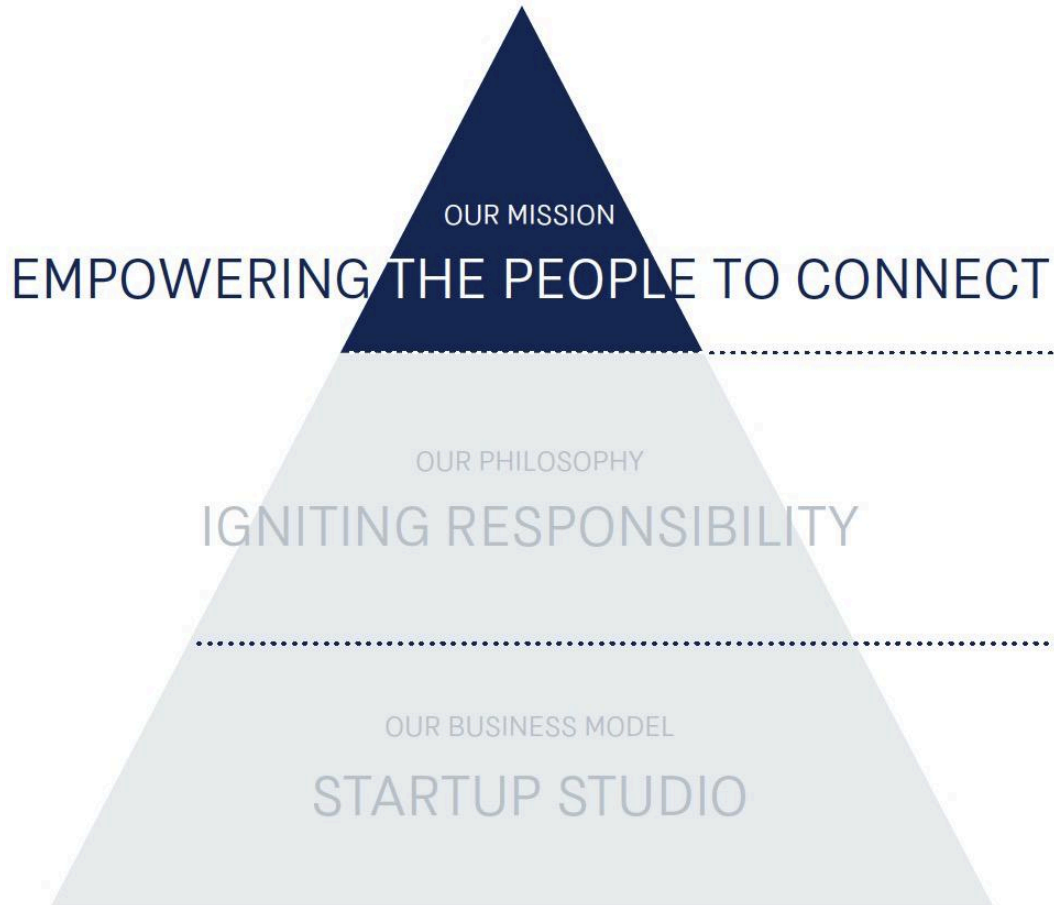 OUR MISSION
EMPOWERING THE PEOPLE TO CONNECT
OUR PHILOSOPHY
IGNITING RESPONSIBILITY
OUR BUSINESS MODEL
STARTUP STUDIO